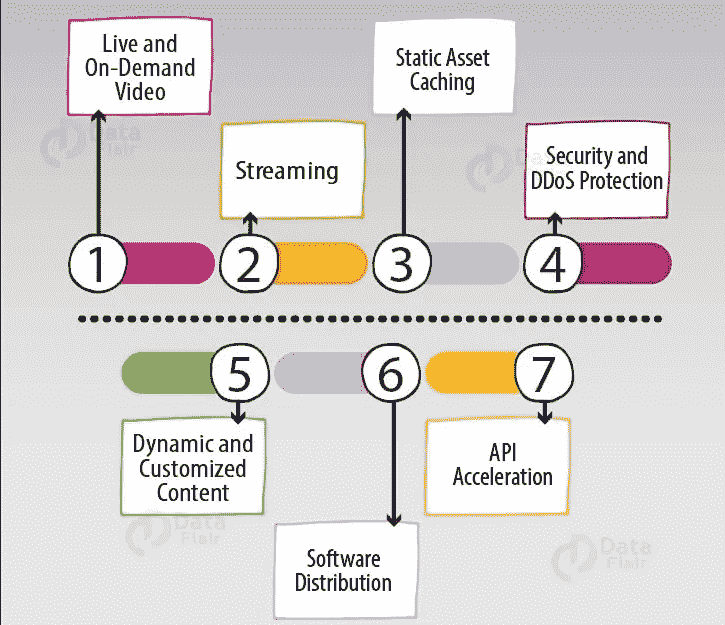 Live and
On-Demand
Video
Static Asset
Caching
Streaming
Security and
DDoS Protection
1
2
3
4
5
6
7
Dynamic and
Customized
Content
API
Acceleration
Software
Distribution
Data
Flair
Data
Flair
Data
Flair
Data
Flair